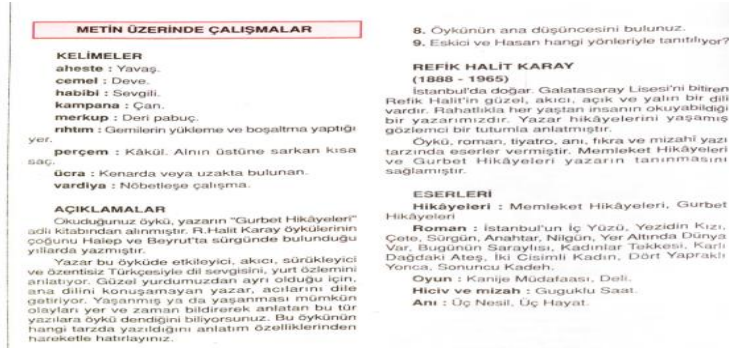 METİN ÜZERİNDE ÇALIŞMALAR
KELİMELER
aheste : Yavaş.
cemel : Deve.
habibi : Sevgili.
kampana : Çan.
merkup : Deri pabuç.
rıhtım : Gemilerin yükleme ve boşaltma yaptığı
yer.
perçem : Kâkül. Alnın üstüne sarkan kısa
saç.
ücra : Kenarda veya uzakta bulunan.
vardiya : Nöbetleşe çalışma.
AÇIKLAMALAR
Okuduğunuz öykü, yazarın "Gurbet Hikâyeleri"
adlı kitabından alınmıştır. R.Halit Karay öykülerinin
çoğunu Halep ve Beyrut'ta sürgünde bulunduğu
yıllarda yazmıştır.
Yazar bu öyküde etkileyici, akıcı, sürükleyici
ve özentisiz Türkçesiyle dil sevgisini, yurt özlemini
anlatıyor. Güzel yurdumuzdan ayrı olduğu için,
ana dilini konuşamayan yazar, acılarını dile
getiriyor. Yaşanmış ya da yaşanması mümkün
olayları yer ve zaman bildirerek anlatan bu tür
yazılara öykü dendiğini biliyorsunuz. Bu öykünün
hangi tarzda yazıldığını anlatım özelliklerinden
hareketle hatırlayınız.
8. Öykünün ana düşüncesini bulunuz.
9. Eskici ve Hasan hangi yönleriyle tanıtılıyor?
REFİK HALİT KARAY
(1888 - 1965)
İstanbul'da doğar. Galatasaray Lisesi'ni bitiren
Refik Halit'in güzel, akıcı, açık ve yalın bir dili
vardır. Rahatlıkla her yaştan insanın okuyabildiği
bir yazarımızdır. Yazar hikâyelerini yaşamış
gözlemci bir tutumla anlatmıştır.
Öykü, roman, tiyatro, anı, fıkra ve mizahî yazı
tarzında eserler vermiştir. Memleket Hikâyeleri
ve Gurbet Hikâyeleri yazarın tanınmasını
sağlamıştır.
ESERLERİ
Hikâyeleri : Memleket Hikâyeleri, Gurbet
Hikâyeleri
Roman : İstanbul'un İç Yüzü, Yezidin Kızı,
Çete, Sürgün, Anahtar, Nilgün, Yer Altında Dünya
Var, Bugünün Saraylısı, Kadınlar Tekkesi, Karlı
Dağdaki Ateş, İki Cisimli Kadın, Dört Yapraklı
Yonca, Sonuncu Kadeh.
Oyun : Kanije Müdafaası, Deli.
Hiciv ve mizah : Guguklu Saat.
Anı : Üç Nesil, Üç Hayat.